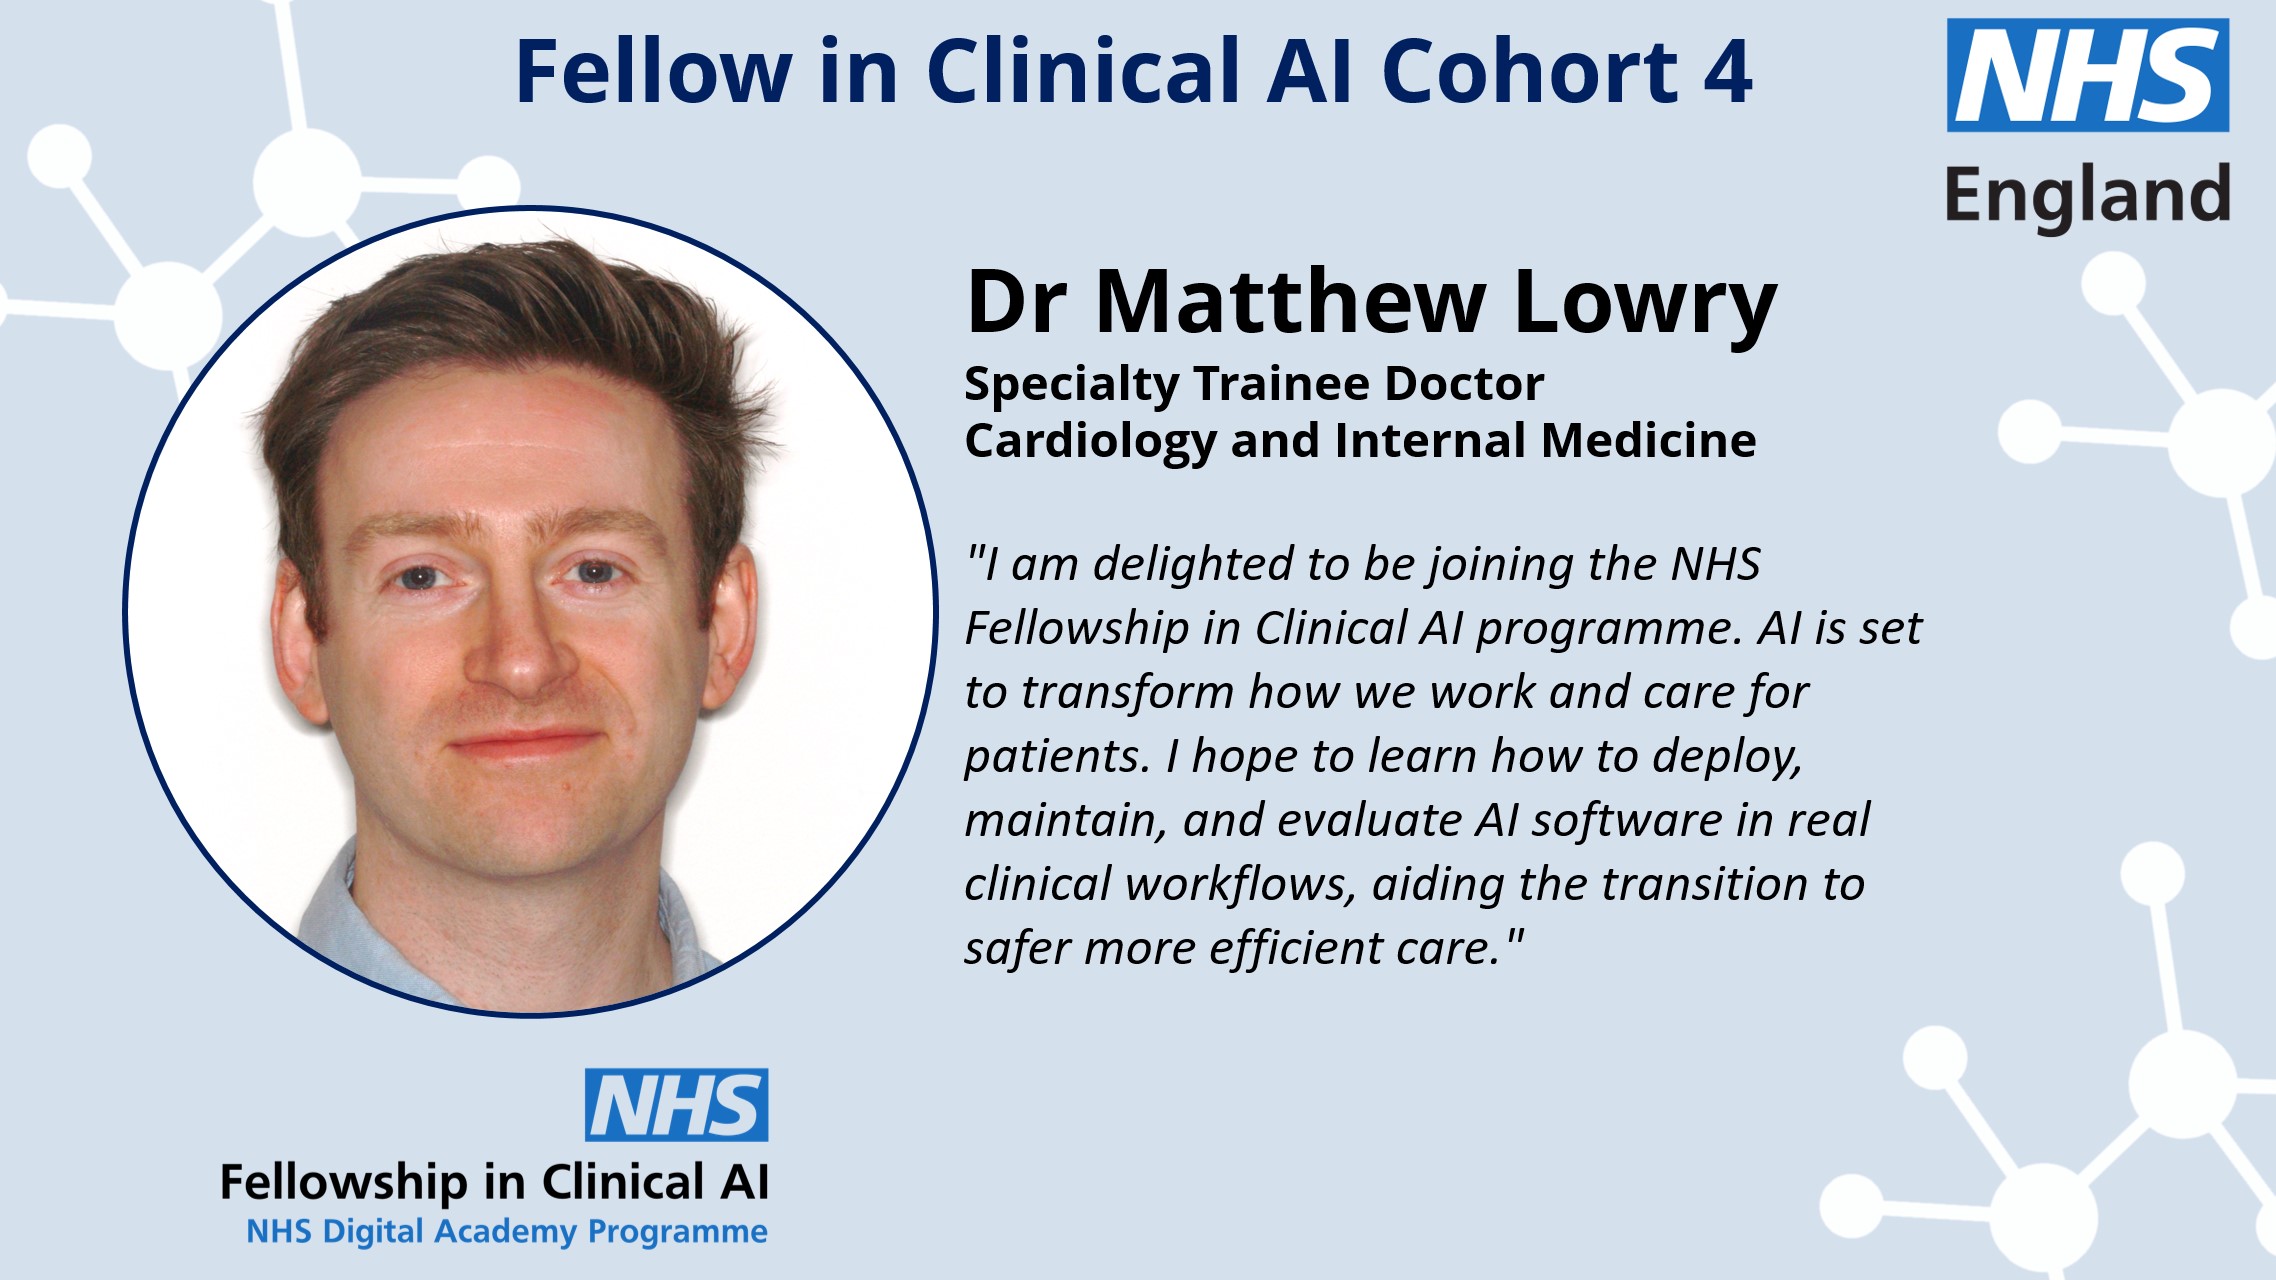 Fellow in Clinical AI Cohort 4
NHS
England
Dr Matthew Lowry
Specialty Trainee Doctor
Cardiology and Internal Medicine
"I am delighted to be joining the NHS
Fellowship in Clinical AI programme. AI is set
to transform how we work and care for
patients. I hope to learn how to deploy,
maintain, and evaluate AI software in real
clinical workflows, aiding the transition to
safer more efficient care."
NHS
Fellowship in Clinical AI
NHS Digital Academy Programme